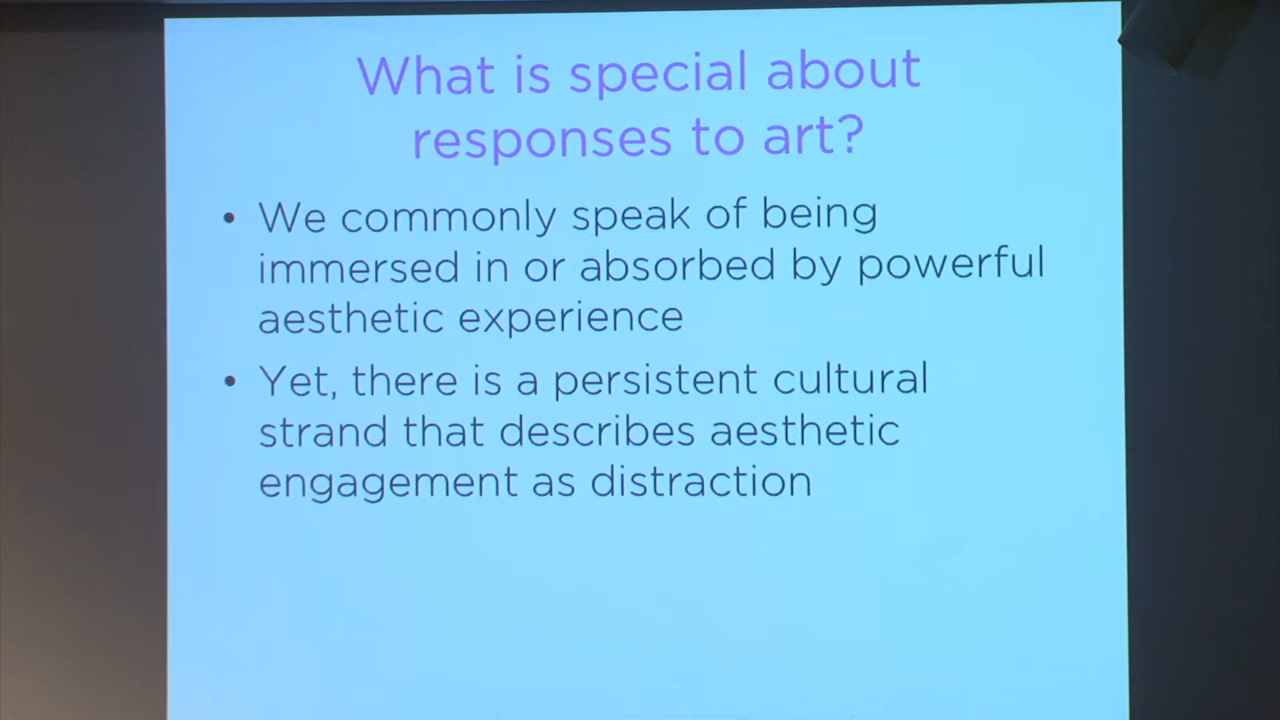 What is special about
responses to art?
• We commonly speak of being
immersed in or absorbed by powerful
aesthetic experience
• Yet, there is a persistent cultural
strand that describes aesthetic
engagement as distraction